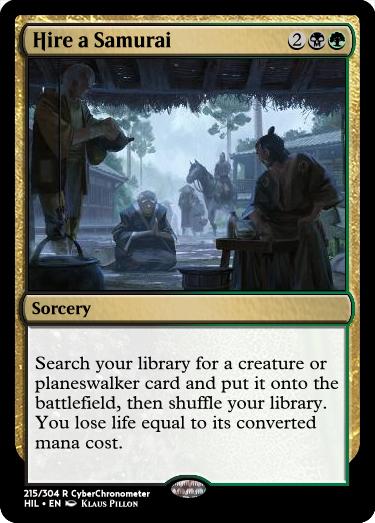 Hire a Samurai 2
Sorcery
Search your library for a creature or
planeswalker card and put it onto the
battlefield, then shuffle your library.
You lose life equal to its converted
mana cost.
215/304 R CyberChronometer
HIL • EN KLAUS PILLON